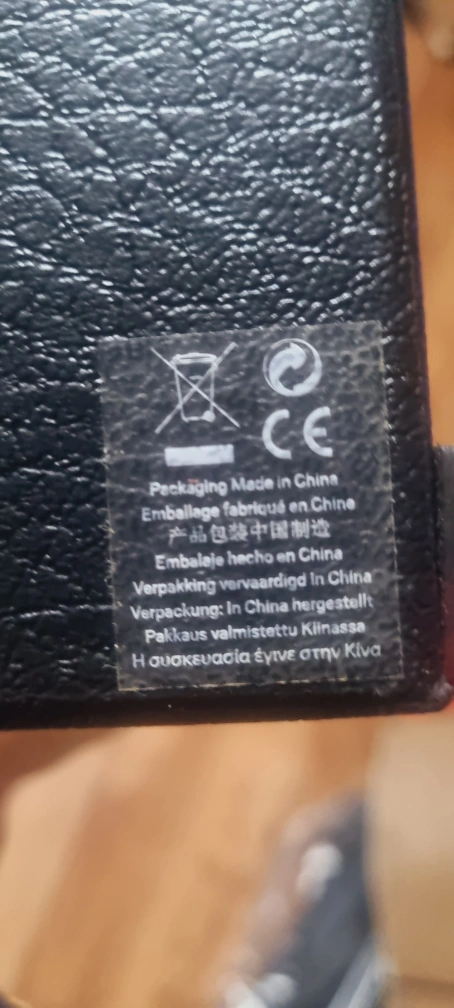 CE
Packaging Made in China
Emballage fabriqué en China
产品包装中国制造
Embalaje hecho en China
Verpakking vervaardigd in China
Verpackung: In China hergestellt
Pakkaus valmistettu Kiinassa
Η συσκευασία έγινε στην Κίνα